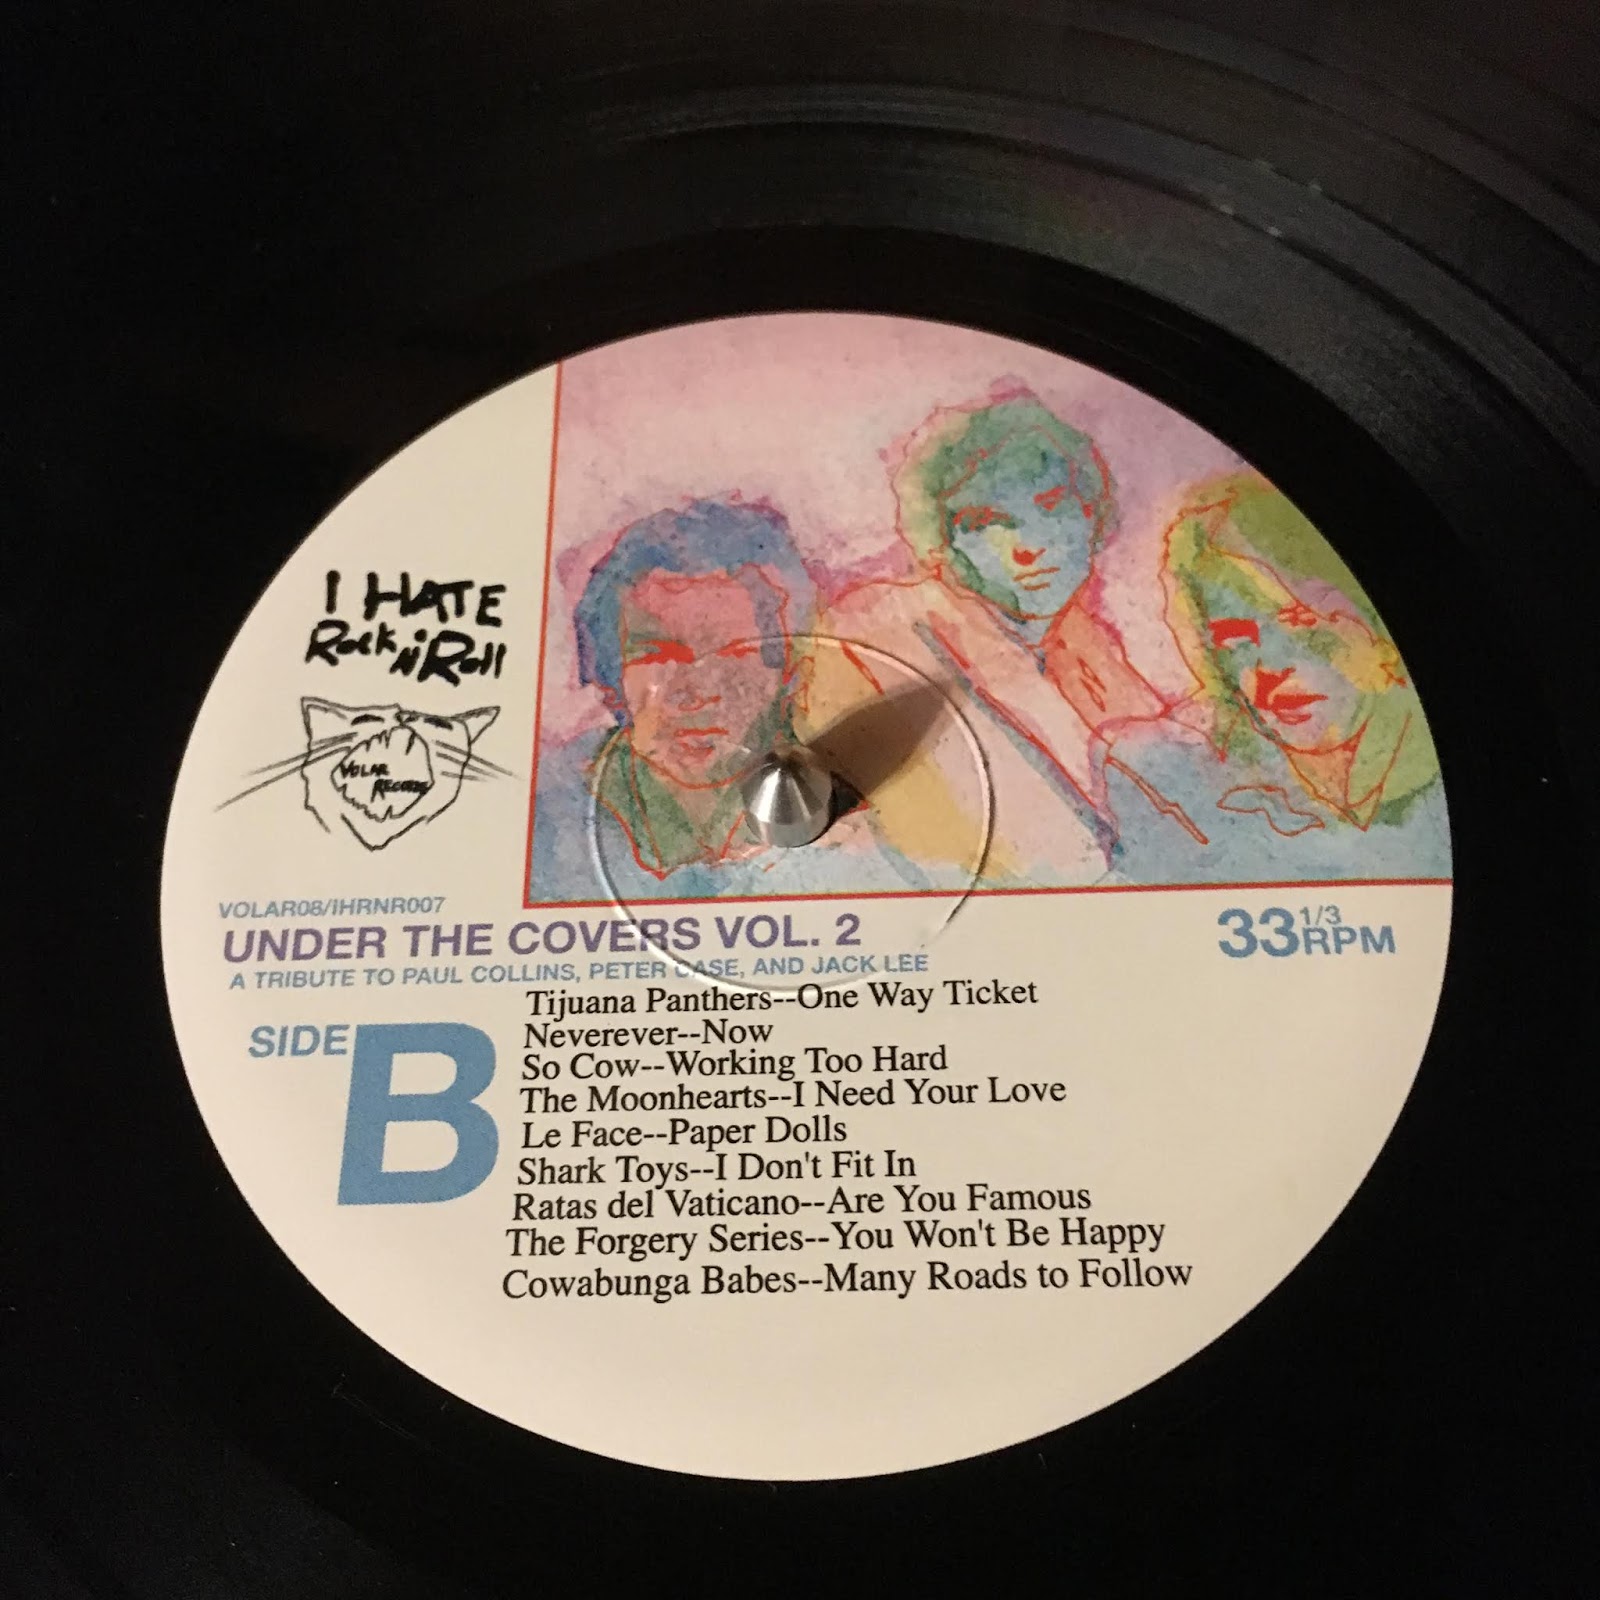 I HATE
Rock n' Roll
VOLAR
RECORDS
VOLAR08/IHRNR007
UNDER THE COVERS VOL. 2
A TRIBUTE TO PAUL COLLINS, PETER CASE, AND JACK LEE
33 1/3 RPM
SIDE B
Tijuana Panthers--One Way Ticket
Neverever--Now
So Cow--Working Too Hard
The Moonhearts--I Need Your Love
Le Face--Paper Dolls
Shark Toys--I Don't Fit In
Ratas del Vaticano--Are You Famous
The Forgery Series--You Won't Be Happy
Cowabunga Babes--Many Roads to Follow